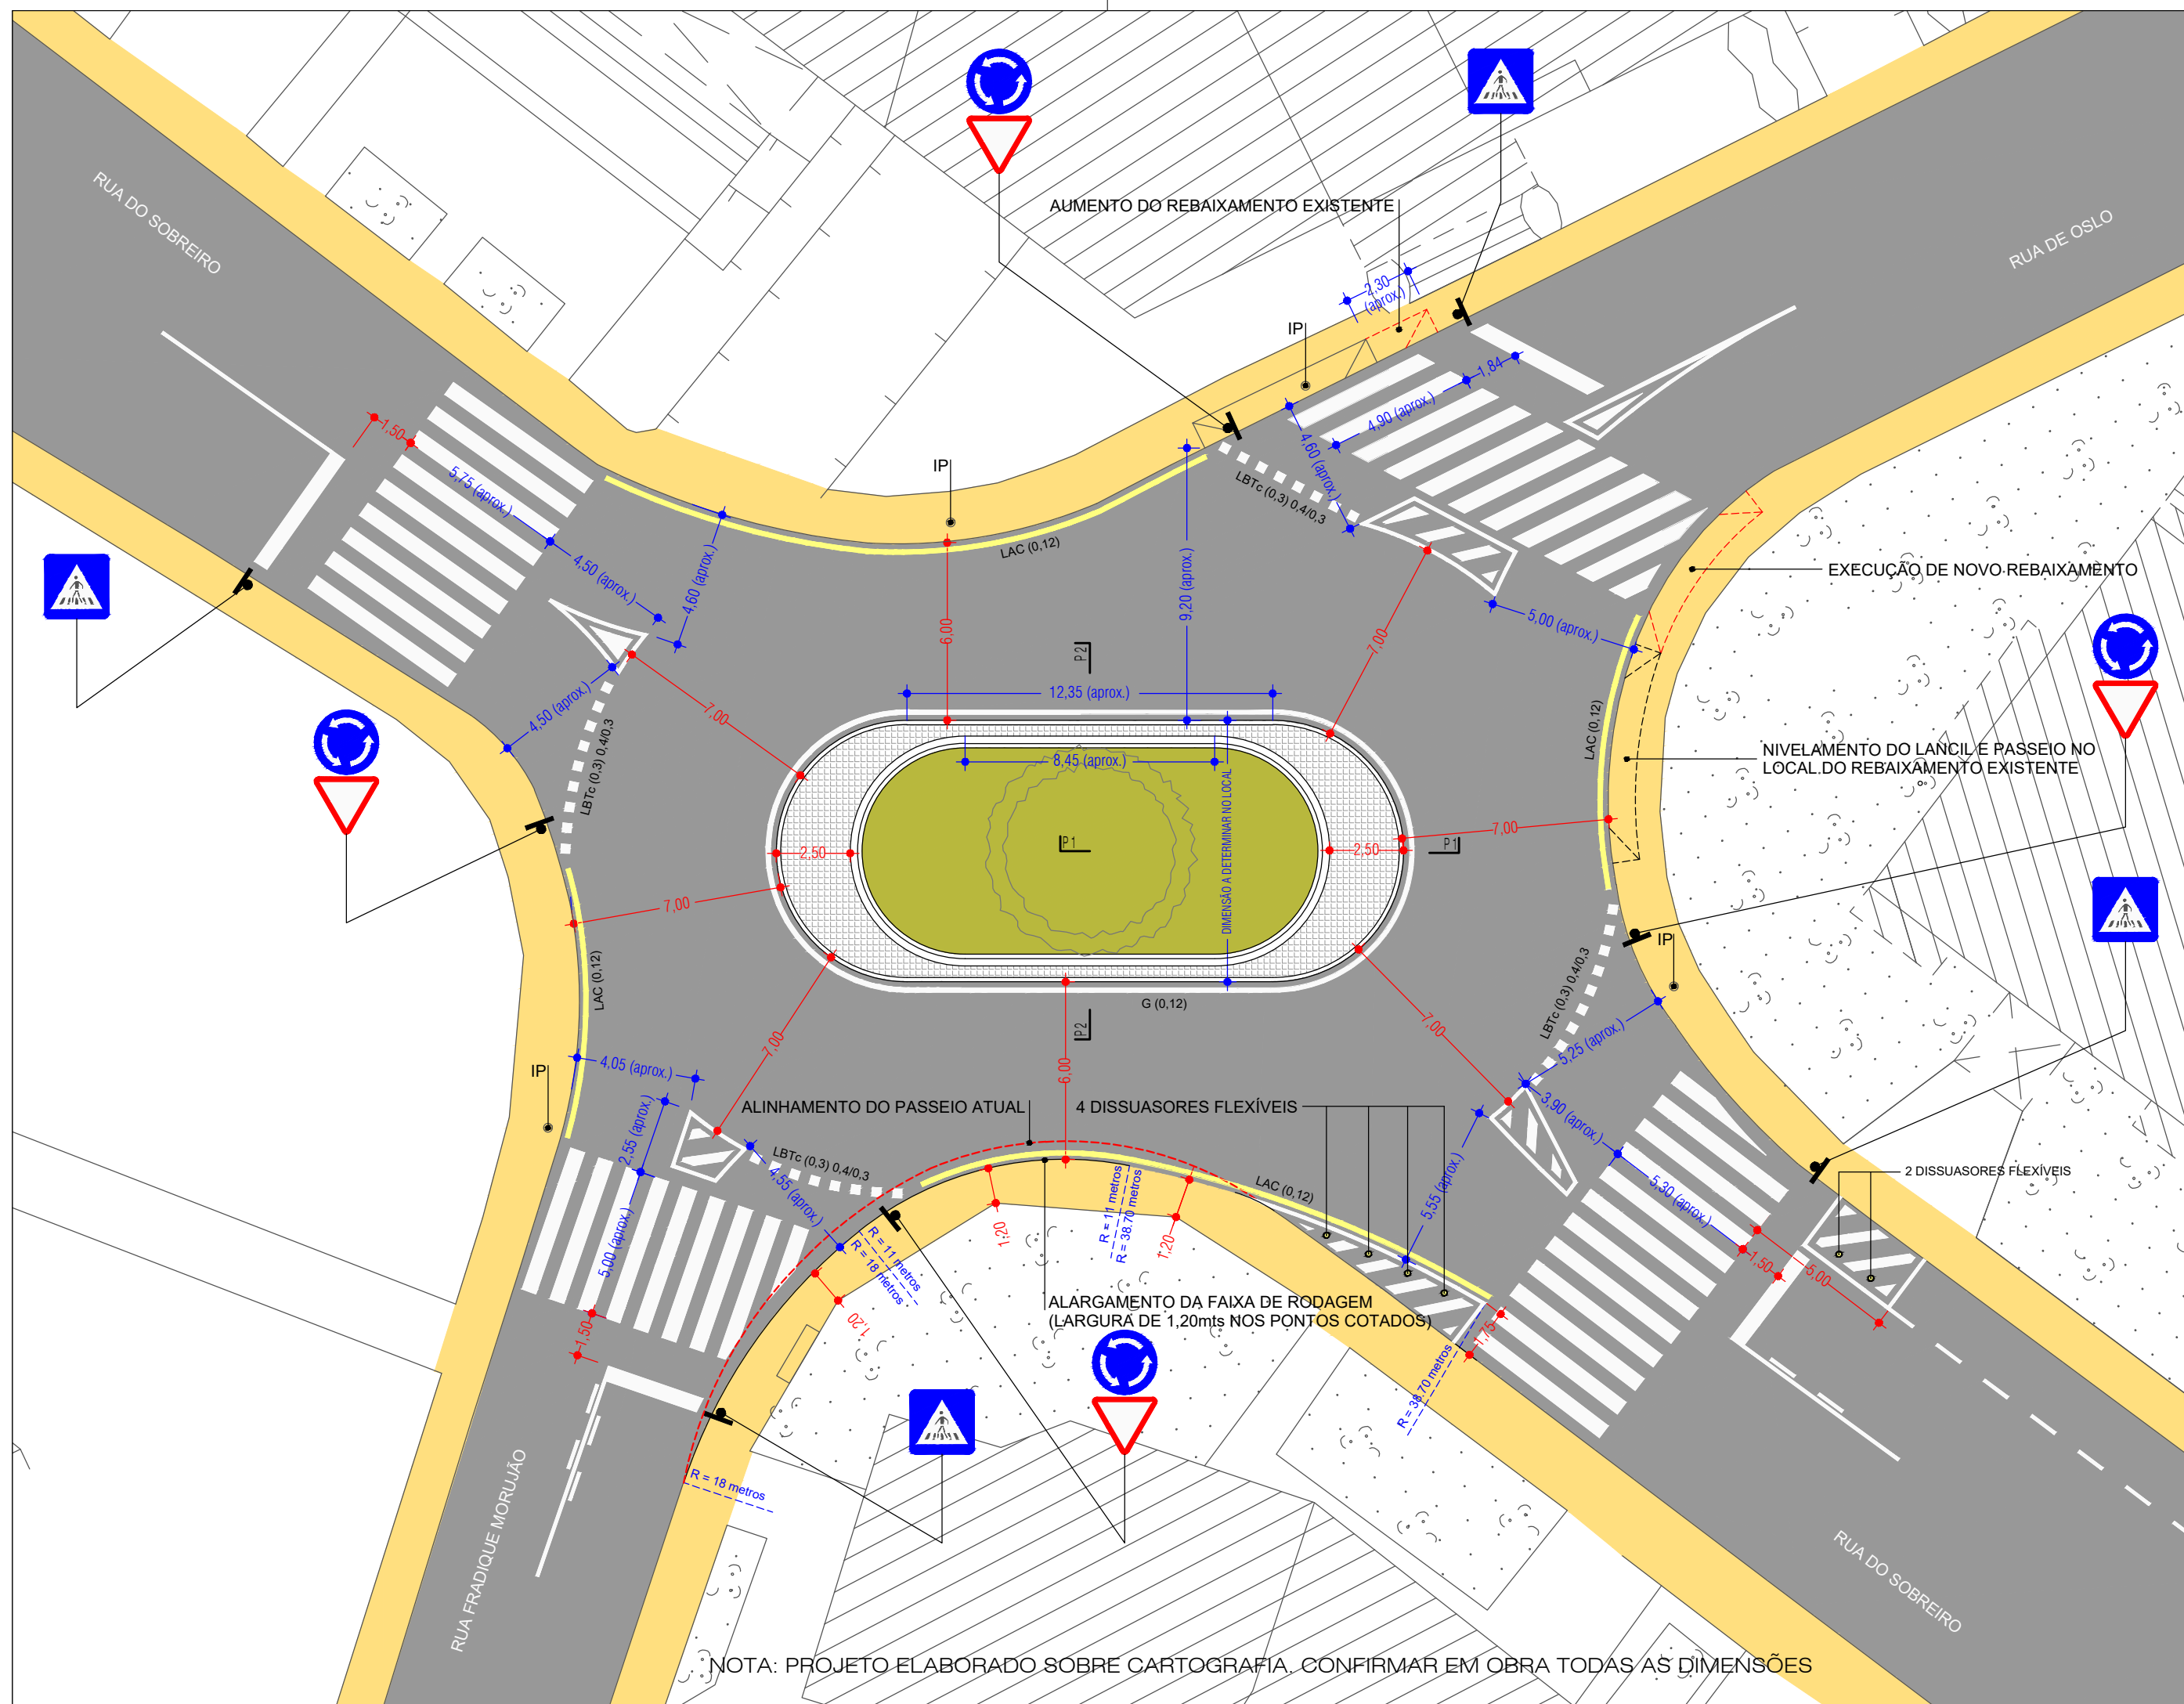 AUMENTO DO REBAIXAMENTO EXISTENTE
RUA DO SOBREIRO
RUA DE OSLO
2,30
(aprox.)
IP
1,84
4,90 (aprox.)
4,60 (aprox.)
LBTc (0,3) 0,4/0,3
1,50
5,75 (aprox.)
4,50 (aprox.)
4,60 (aprox.)
IP
LAC (0,12)
9,20 (aprox.)
6,00
7,00
5,00 (aprox.)
EXECUÇÃO DE NOVO REBAIXAMENTO
P2
12,35 (aprox.)
8,45 (aprox.)
4,50 (aprox.)
LBTc (0,3) 0,4/0,3
7,00
LAC (0,12)
NIVELAMENTO DO LANCIL E PASSEIO NO
LOCAL DO REBAIXAMENTO EXISTENTE
DIMENSÃO A DETERMINAR NO LOCAL
P1
P1
2,50
2,50
7,00
7,00
LAC (0,12)
G (0,12)
P2
IP
LBTc (0,3) 0,4/0,3
5,25 (aprox.)
7,00
7,00
6,00
IP
4,05 (aprox.)
2,55 (aprox.)
ALINHAMENTO DO PASSEIO ATUAL
4 DISSUASORES FLEXÍVEIS
3,90 (aprox.)
LBTc (0,3) 0,4/0,3
4,55 (aprox.)
5,00 (aprox.)
1,50
R = 11 metros
R = 18 metros
1,20
1,20
1,20
R = 11 metros
R = 38.70 metros
LAC (0,12)
5,55 (aprox.)
5,30 (aprox.)
2 DISSUASORES FLEXÍVEIS
1,50
5,00
1,75
R = 38.70 metros
ALARGAMENTO DA FAIXA DE RODAGEM
(LARGURA DE 1,20mts NOS PONTOS COTADOS)
R = 18 metros
RUA FRADIQUE MORUJÃO
RUA DO SOBREIRO
NOTA: PROJETO ELABORADO SOBRE CARTOGRAFIA. CONFIRMAR EM OBRA TODAS AS DIMENSÕES